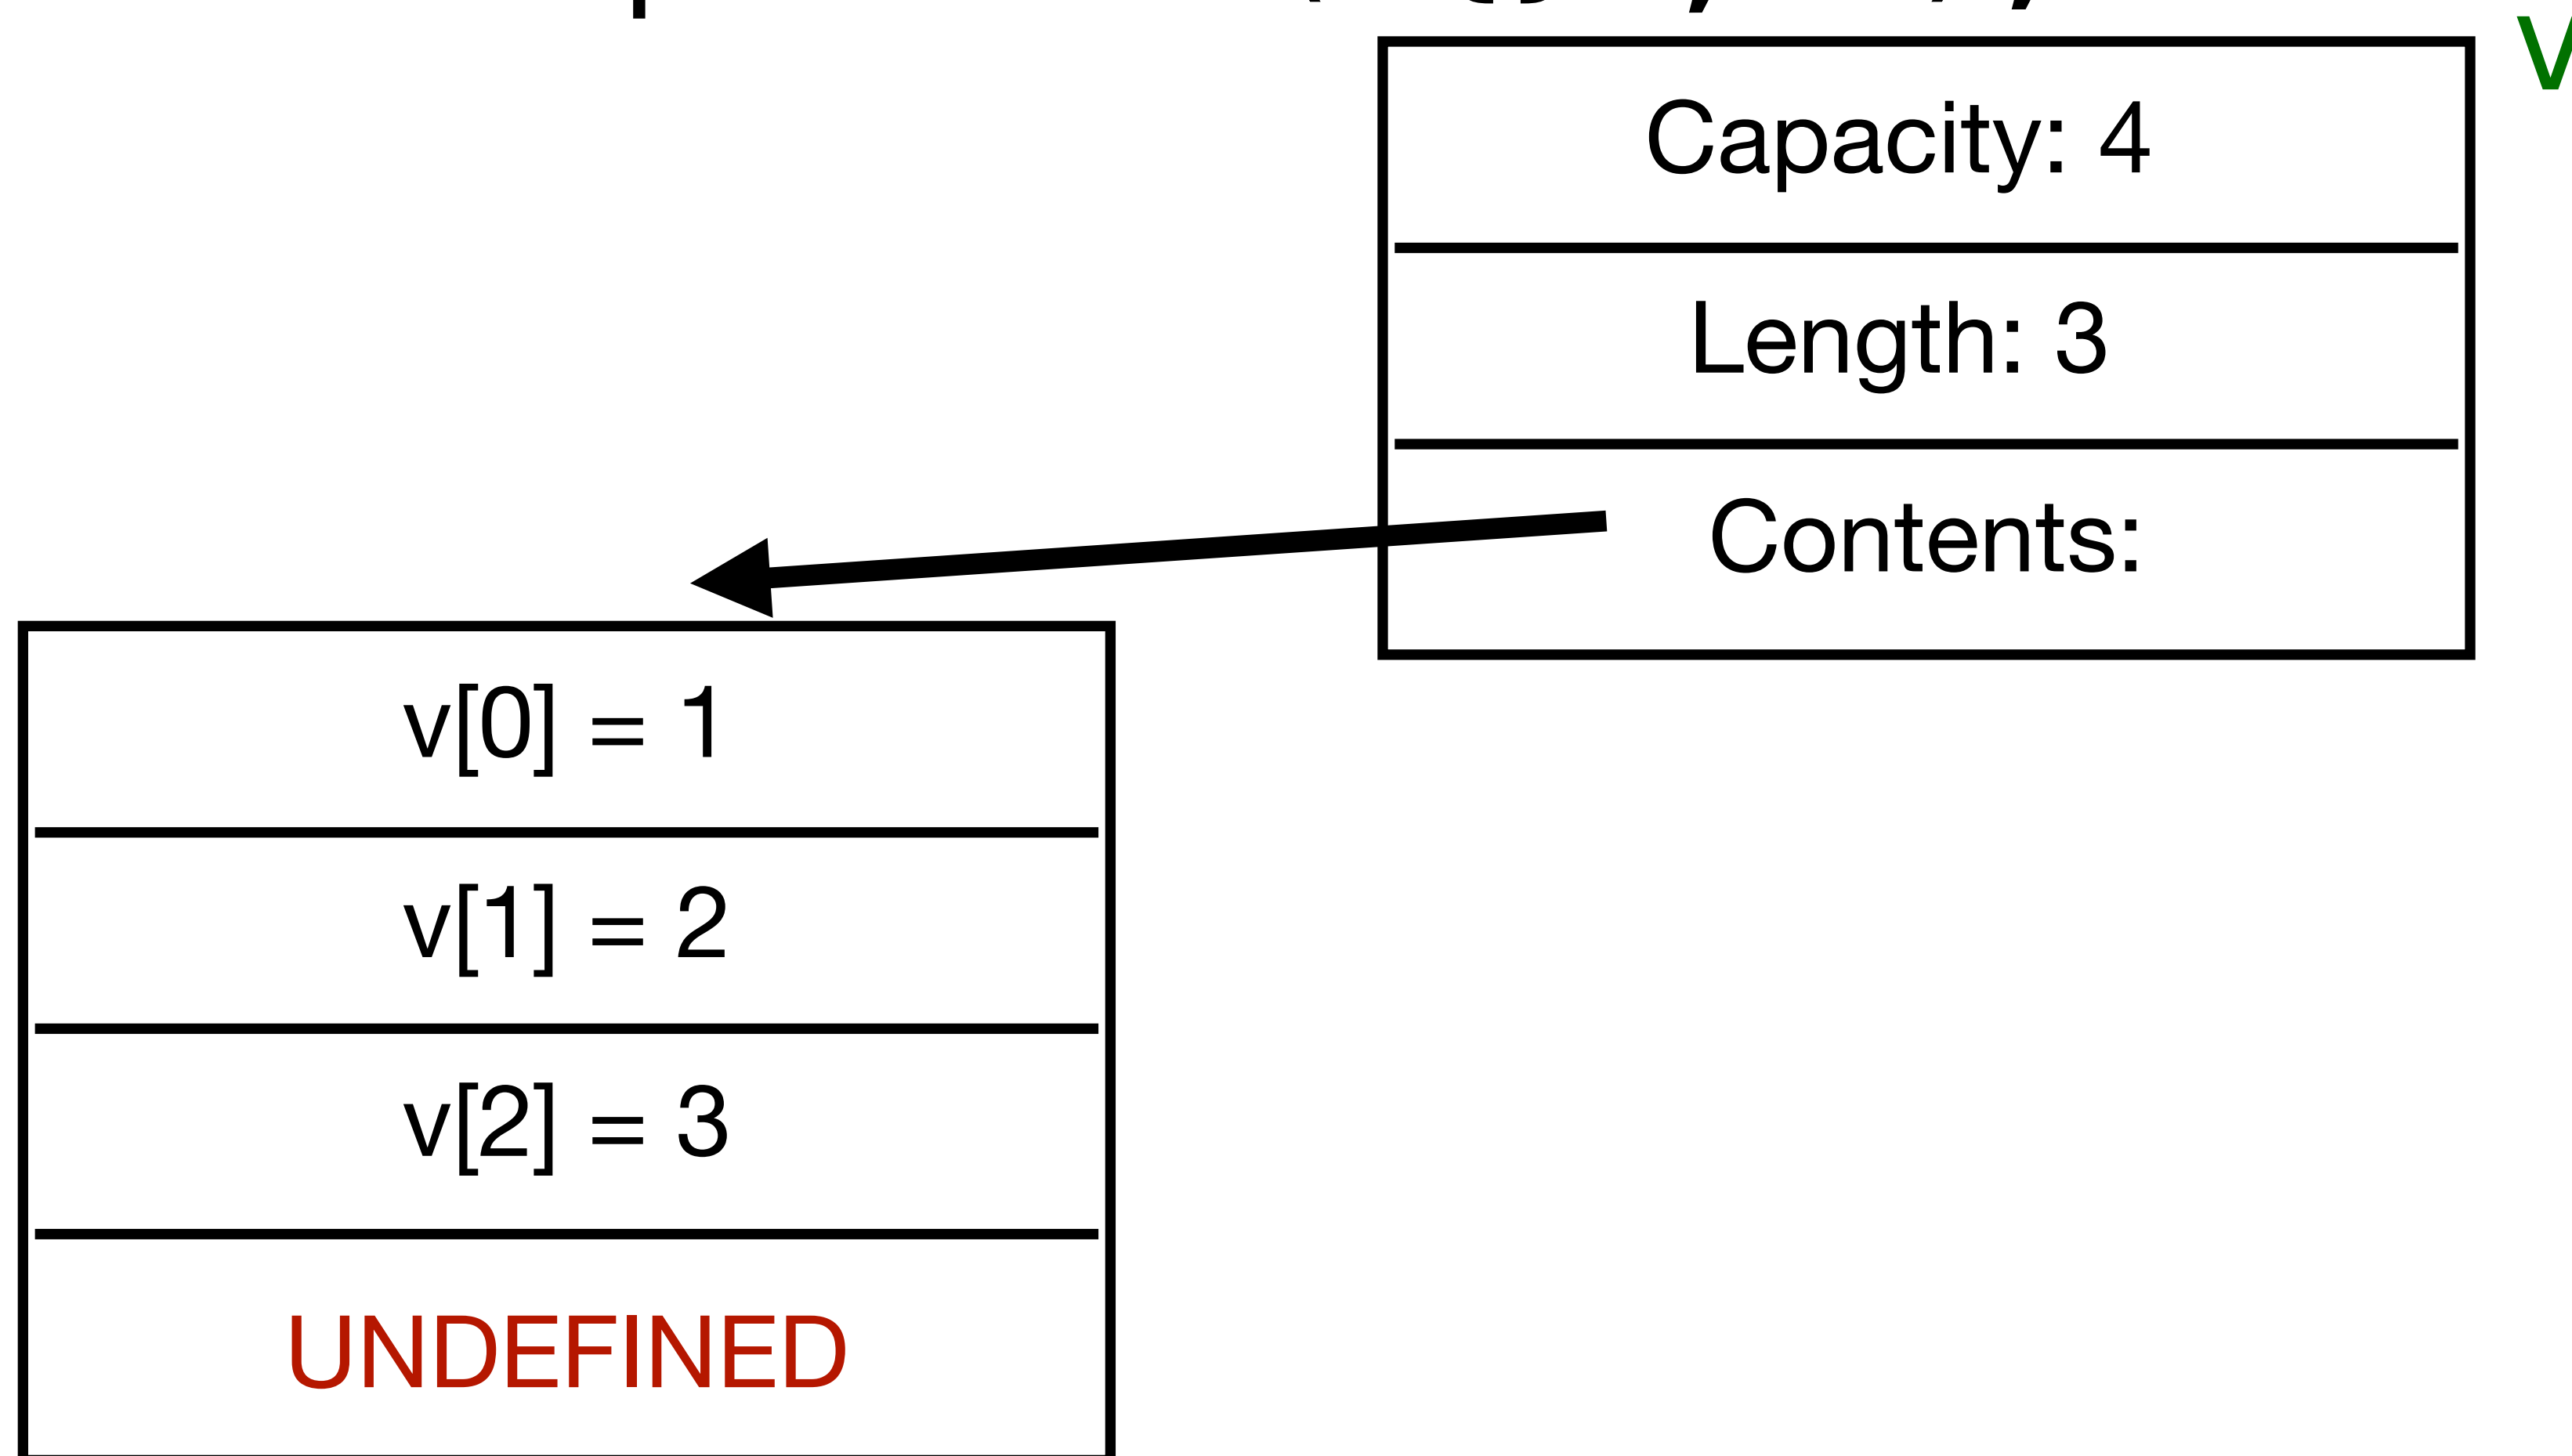 Capacity: 4
Length: 3
Contents:
v[0] = 1
v[1] = 2
v[2] = 3
UNDEFINED